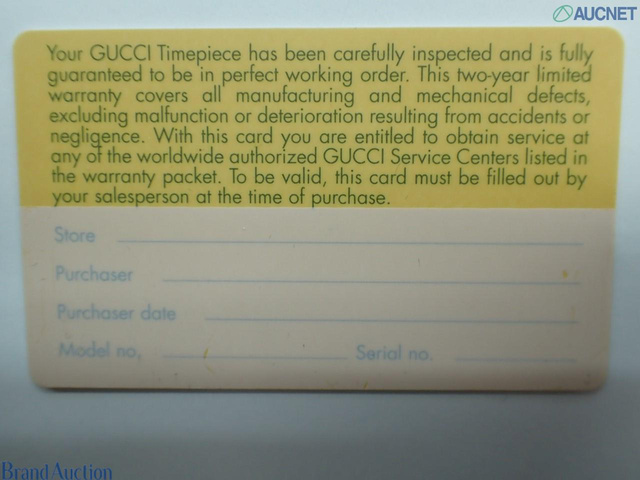 AUCNET
Your GUCCI Timepiece has been carefully inspected and is fully
guaranteed to be in perfect working order. This two-year limited
warranty covers all manufacturing and mechanical defects,
excluding malfunction or deterioration resulting from accidents or
negligence. With this card you are entitled to obtain service at
any of the worldwide authorized GUCCI Service Centers listed in
the warranty packet. To be valid, this card must be filled out by
your salesperson at the time of purchase.
Store
Purchaser
Purchaser date
Model no, Serial no.
Brand Auction